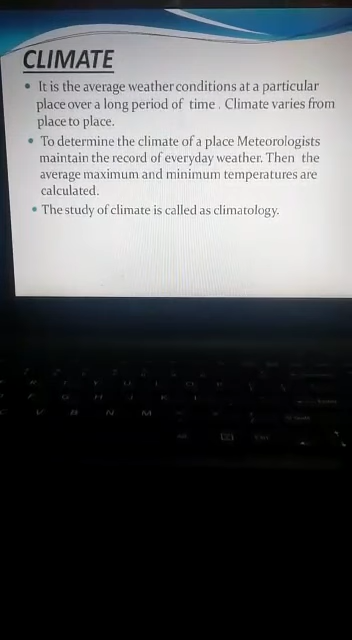 CLIMATE
• It is the average weather conditions at a particular
place over a long period of time . Climate varies from
place to place.
• To determine the climate of a place Meteorologists
maintain the record of everyday weather. Then the
average maximum and minimum temperatures are
calculated.
• The study of climate is called as climatology.
V B N M